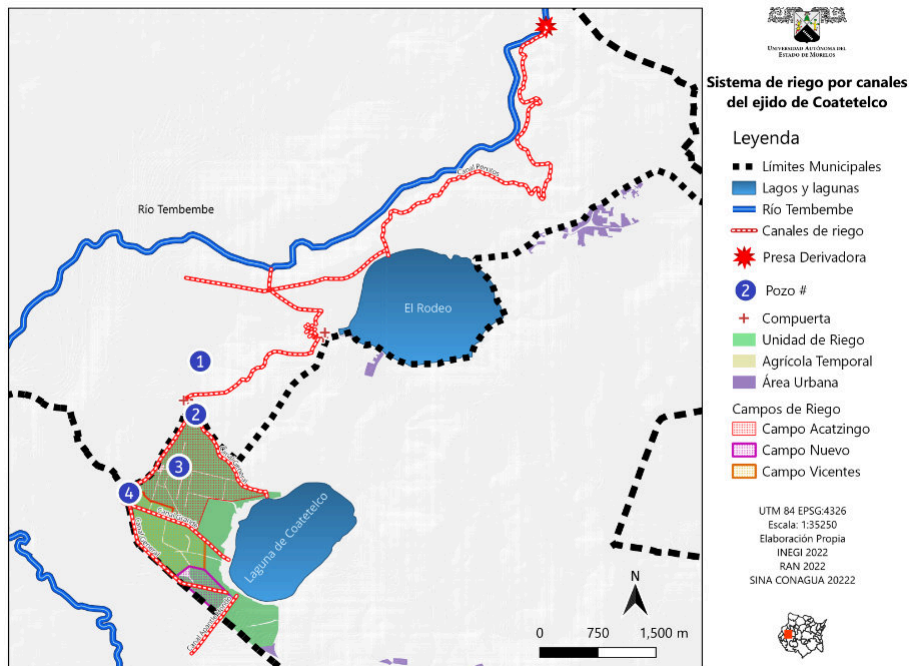 UNIVERSIDAD AUTÓNOMA DEL
ESTADO DE MORELOS
Sistema de riego por canales
del ejido de Coatetelco
Leyenda
Límites Municipales
Lagos y lagunas
Río Tembembe
Canales de riego
Presa Derivadora
2 Pozo #
Compuerta
Unidad de Riego
Agrícola Temporal
Área Urbana
Campos de Riego
Campo Acatzingo
Campo Nuevo
Campo Vicentes
UTM 84 EPSG:4326
Escala: 1:35250
Elaboración Propia
INEGI 2022
RAN 2022
SINA CONAGUA 20222
Río Tembembe
El Rodeo
1
2
3
4
Laguna de Coatetelco
N
0 750 1,500 m